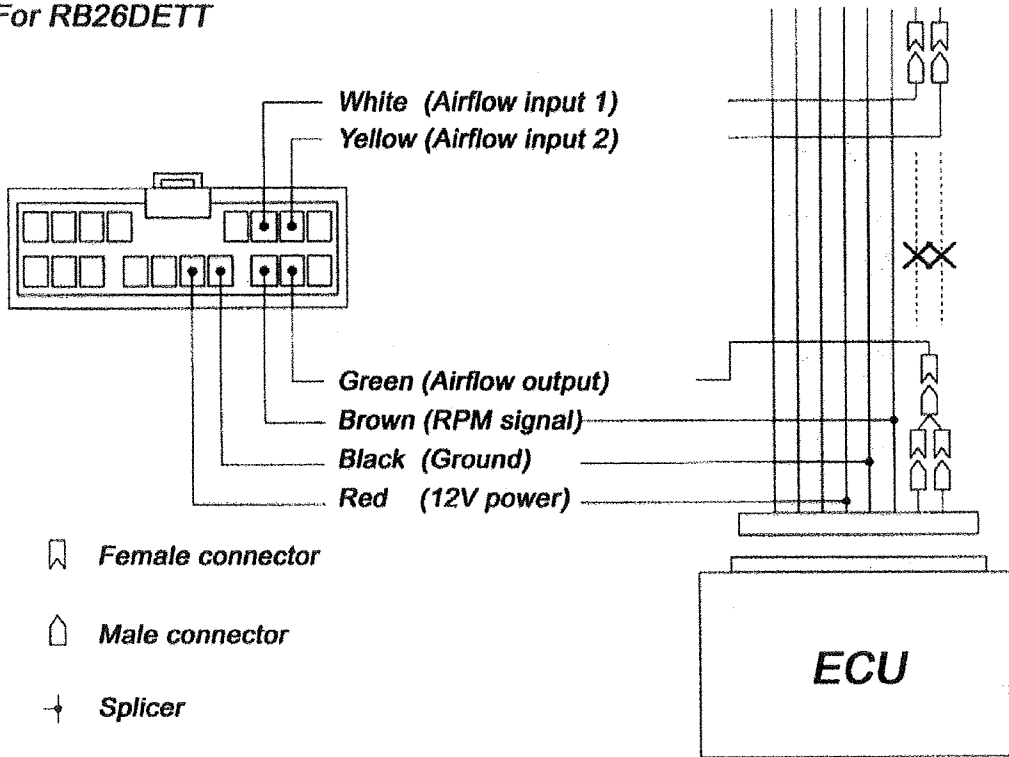 For RB26DETT
White (Airflow input 1)
Yellow (Airflow input 2)
Green (Airflow output)
Brown (RPM signal)
Black (Ground)
Red (12V power)
Female connector
Male connector
Splicer
ECU